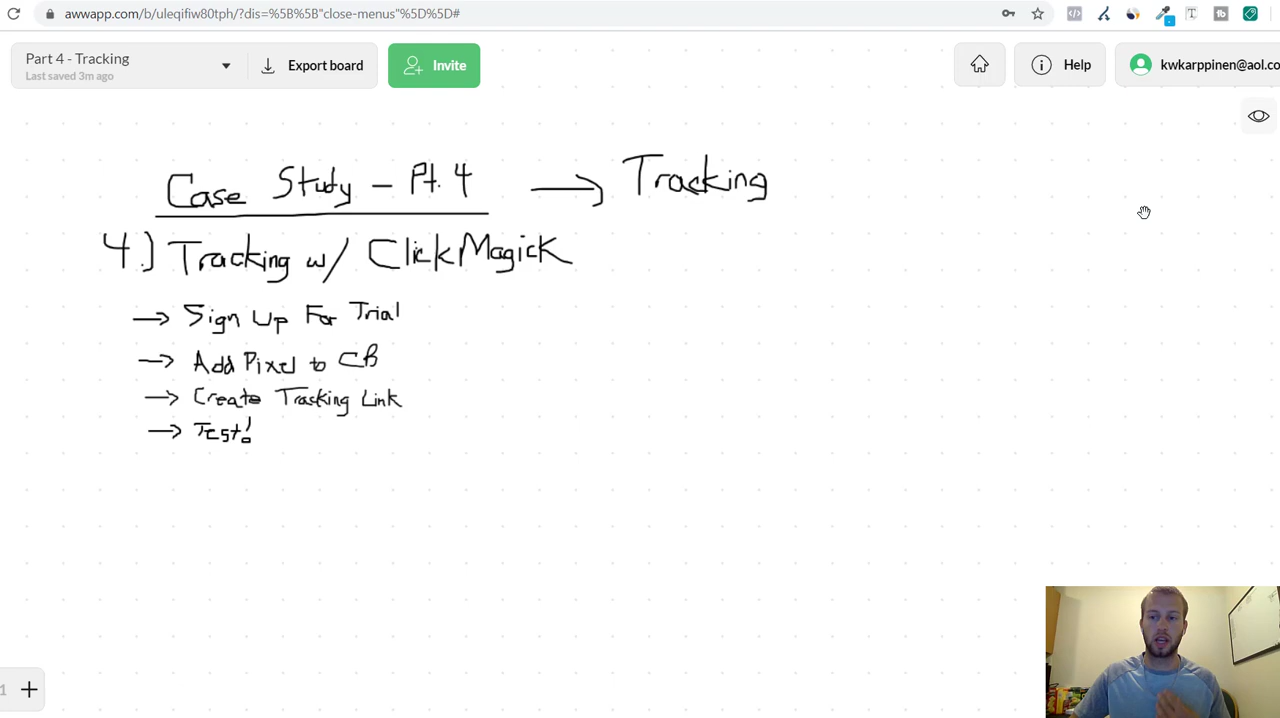 awwapp.com/b/uleqifiw80tph/?dis=%5B%5B"close-menus"%5D%5D#
Part 4 - Tracking
Last saved 3m ago
Export board
Invite
Help
kwkarppinen@aol.co
Case Study - Pt. 4 → Tracking
4.) Tracking w/ ClickMagick
→ Sign Up For Trial
→ Add Pixel to CB
→ Create Tracking Link
→ Test!
1